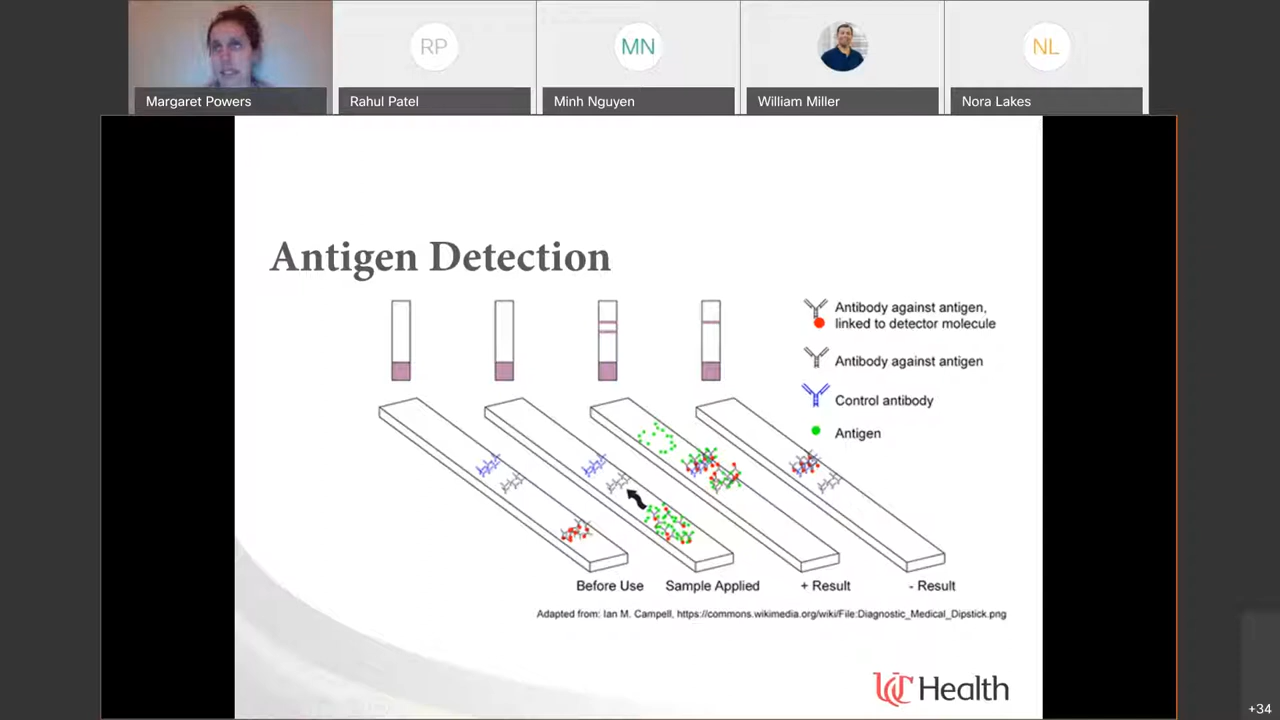 RP
MN
NL
Margaret Powers
Rahul Patel
Minh Nguyen
William Miller
Nora Lakes
Antigen Detection
Antibody against antigen,
linked to detector molecule
Antibody against antigen
Control antibody
Antigen
Before Use
Sample Applied
+ Result
- Result
Adapted from: Ian M. Campell, https://commons.wikimedia.org/wiki/File:Diagnostic_Medical_Dipstick.png
UC Health
+34